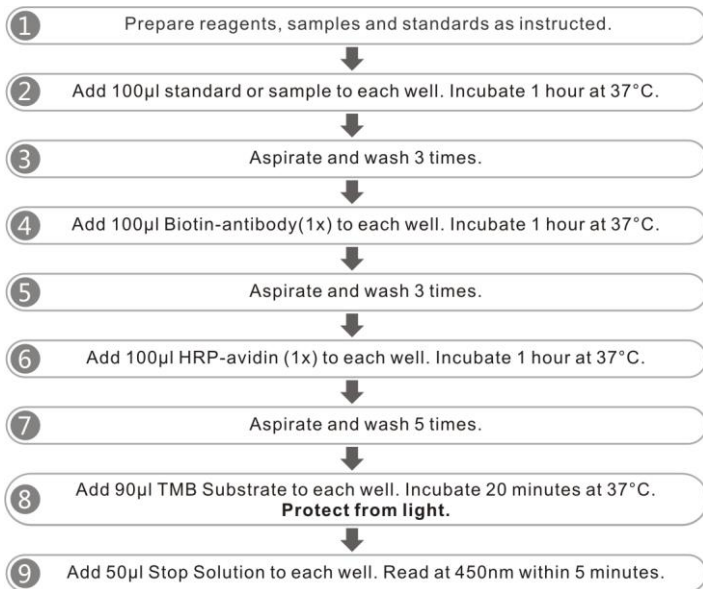 1 Prepare reagents, samples and standards as instructed.
2 Add 100µl standard or sample to each well. Incubate 1 hour at 37°C.
3 Aspirate and wash 3 times.
4 Add 100µl Biotin-antibody(1x) to each well. Incubate 1 hour at 37°C.
5 Aspirate and wash 3 times.
6 Add 100µl HRP-avidin (1x) to each well. Incubate 1 hour at 37°C.
7 Aspirate and wash 5 times.
8 Add 90µl TMB Substrate to each well. Incubate 20 minutes at 37°C.
Protect from light.
9 Add 50µl Stop Solution to each well. Read at 450nm within 5 minutes.